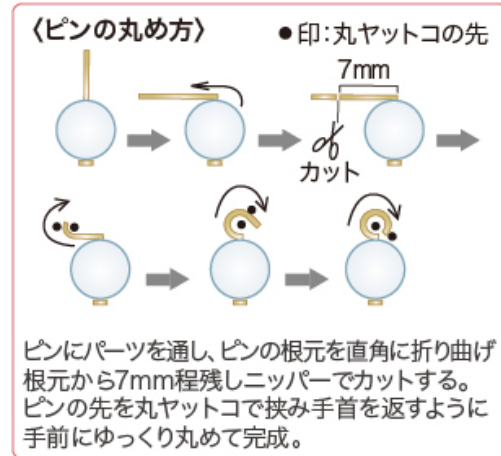 〈ピンの丸め方〉
●印:丸ヤットコの先
7mm
カット
ピンにパーツを通し、ピンの根元を直角に折り曲げ
根元から7mm程残しニッパーでカットする。
ピンの先を丸ヤットコで挟み手首を返すように
手前にゆっくり丸めて完成。